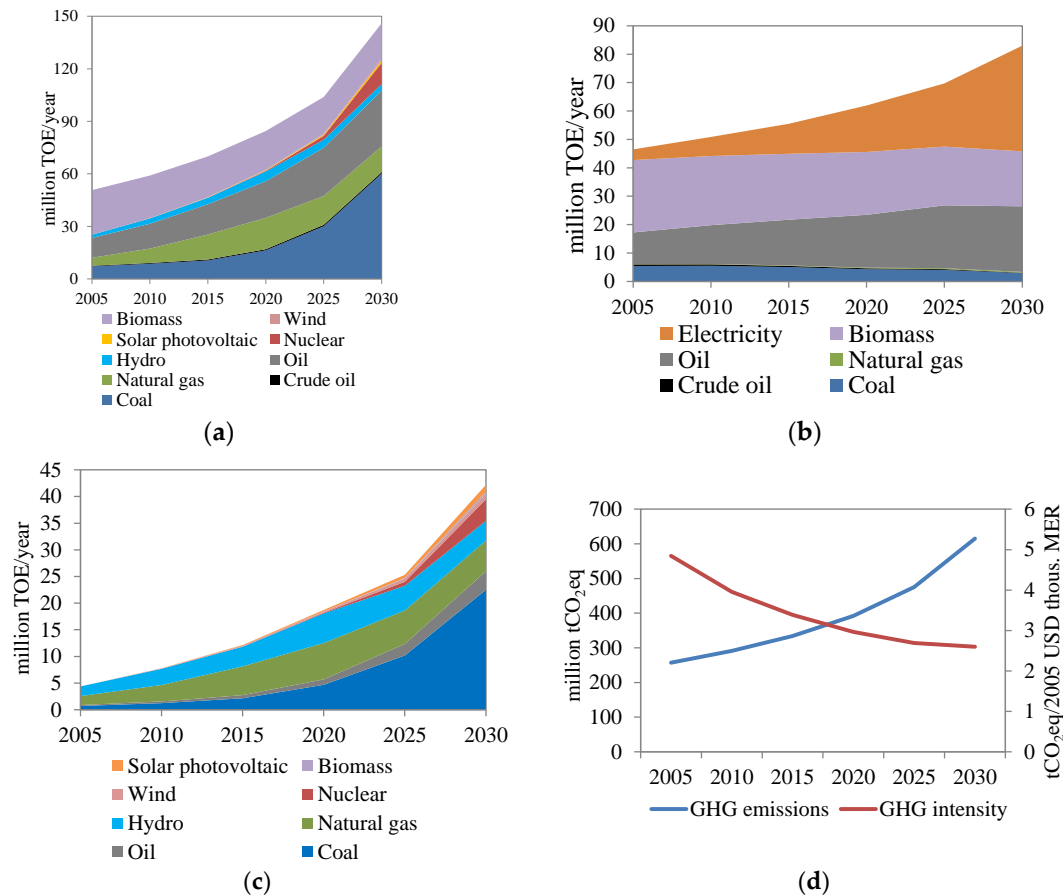 150
120
90
60
30
0
million TOE/year
2005 2010 2015 2020 2025 2030
Biomass Wind
Solar photovoltaic Nuclear
Hydro Oil
Natural gas Crude oil
Coal
(a)
90
80
70
60
50
40
30
20
10
0
million TOE/year
2005 2010 2015 2020 2025 2030
Electricity Biomass
Oil Natural gas
Crude oil Coal
(b)
45
40
35
30
25
20
15
10
5
0
million TOE/year
2005 2010 2015 2020 2025 2030
Solar photovoltaic Biomass
Wind Nuclear
Hydro Natural gas
Oil Coal
(c)
700
600
500
400
300
200
100
0
million tCO₂eq
6
5
4
3
2
1
0
tCO₂eq/2005 USD thous. MER
2005 2010 2015 2020 2025 2030
GHG emissions GHG intensity
(d)